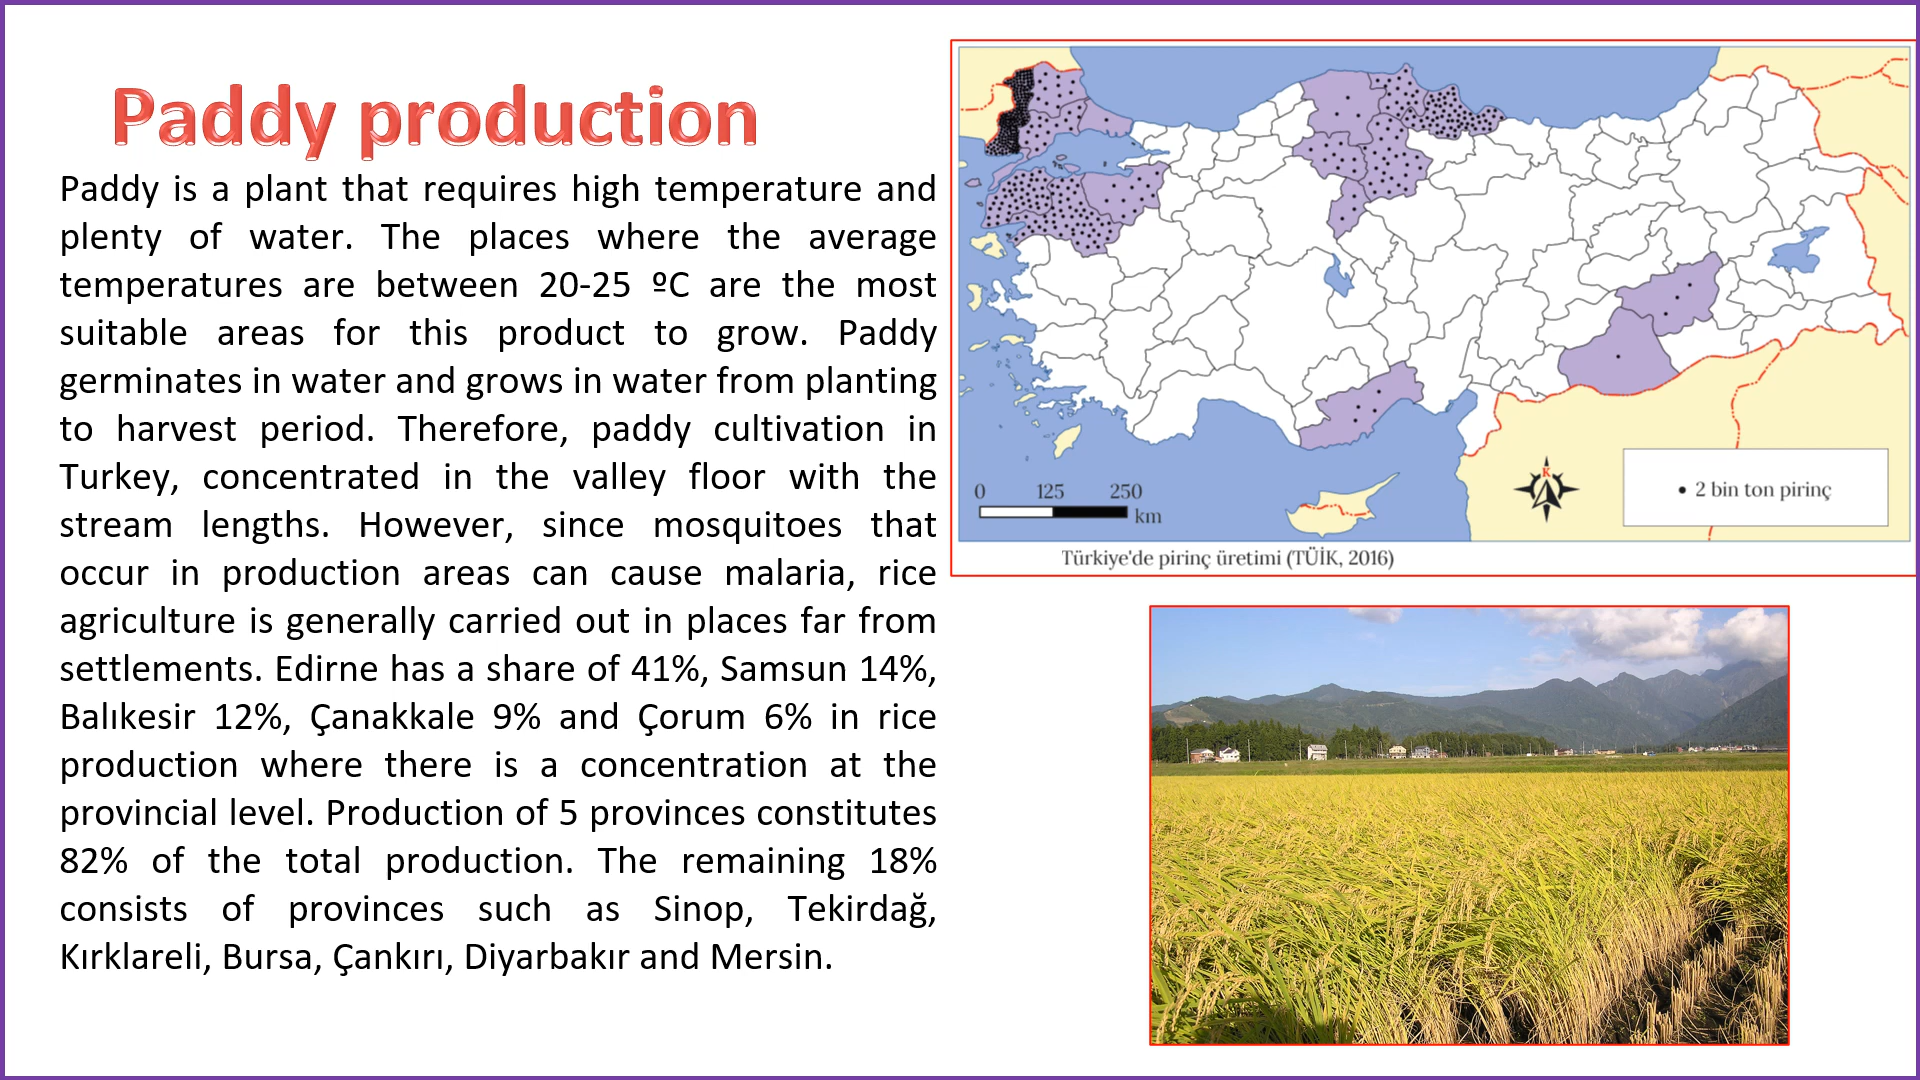 Paddy production
Paddy is a plant that requires high temperature and
plenty of water. The places where the average
temperatures are between 20-25 ºC are the most
suitable areas for this product to grow. Paddy
germinates in water and grows in water from planting
to harvest period. Therefore, paddy cultivation in
Turkey, concentrated in the valley floor with the
stream lengths. However, since mosquitoes that
occur in production areas can cause malaria, rice
agriculture is generally carried out in places far from
settlements. Edirne has a share of 41%, Samsun 14%,
Balıkesir 12%, Çanakkale 9% and Çorum 6% in rice
production where there is a concentration at the
provincial level. Production of 5 provinces constitutes
82% of the total production. The remaining 18%
consists of provinces such as Sinop, Tekirdağ,
Kırklareli, Bursa, Çankırı, Diyarbakır and Mersin.
0 125 250
km
K
• 2 bin ton pirinç
Türkiye'de pirinç üretimi (TÜİK, 2016)